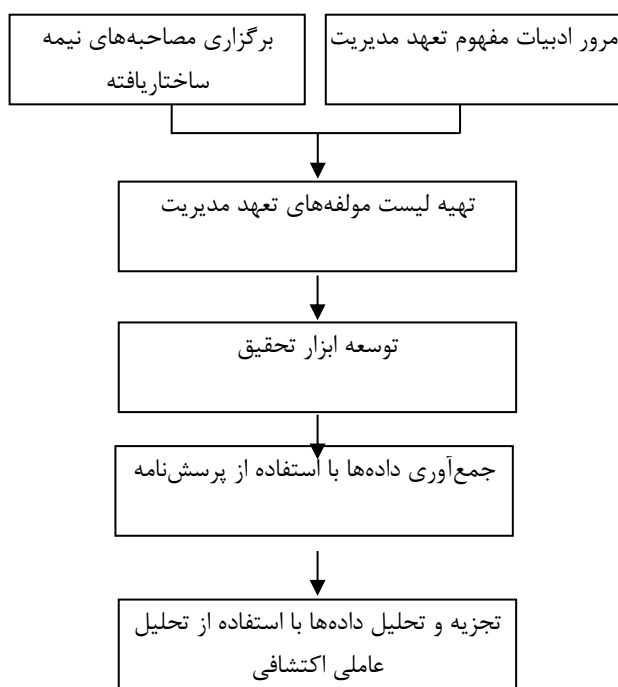 مرور ادبیات مفهوم تعهد مدیریت
برگزاری مصاحبه‌های نیمه
ساختاریافته
تهیه لیست مولفه‌های تعهد مدیریت
توسعه ابزار تحقیق
جمع‌آوری داده‌ها با استفاده از پرسش‌نامه
تجزیه و تحلیل داده‌ها با استفاده از تحلیل
عاملی اکتشافی